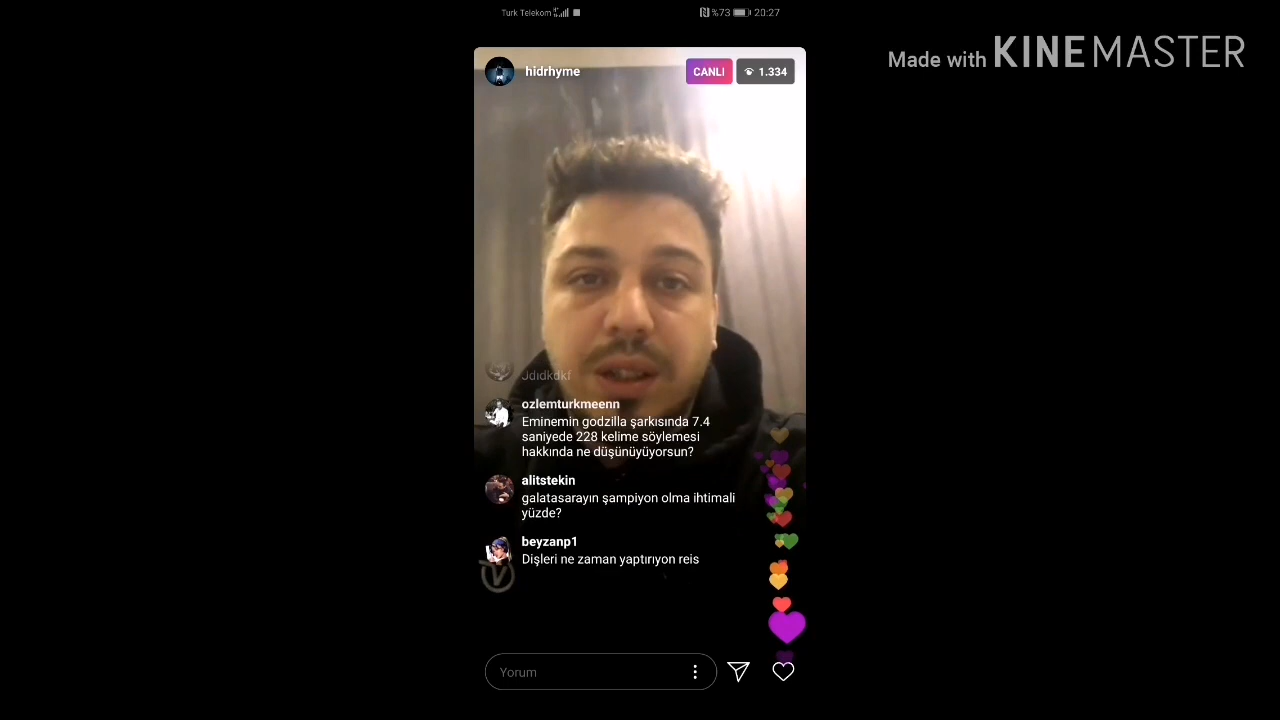 Turk Telekom
%73
20:27
Made with KINEMASTER
hidrhyme
CANLI
1.334
Jdıdkdkf
ozlemturkmeenn
Eminemin godzilla şarkısında 7.4
saniyede 228 kelime söylemesi
hakkında ne düşünüyüyorsun?
alitstekin
galatasarayın şampiyon olma ihtimali
yüzde?
beyzanp1
Dişleri ne zaman yaptırıyon reis
V
Yorum